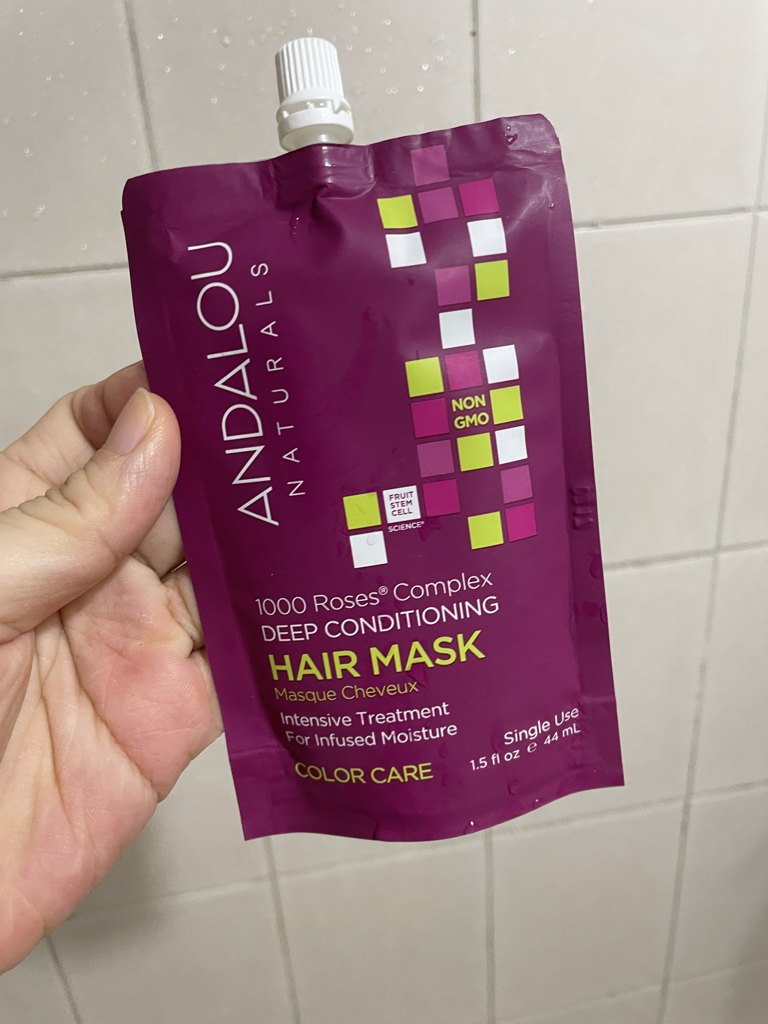 ANDALOU
NATURALS
NON
GMO
FRUIT
STEM
CELL
SCIENCE®
1000 Roses® Complex
DEEP CONDITIONING
HAIR MASK
Masque Cheveux
Intensive Treatment
For Infused Moisture
COLOR CARE
Single Use
1.5 fl oz ℮ 44 mL